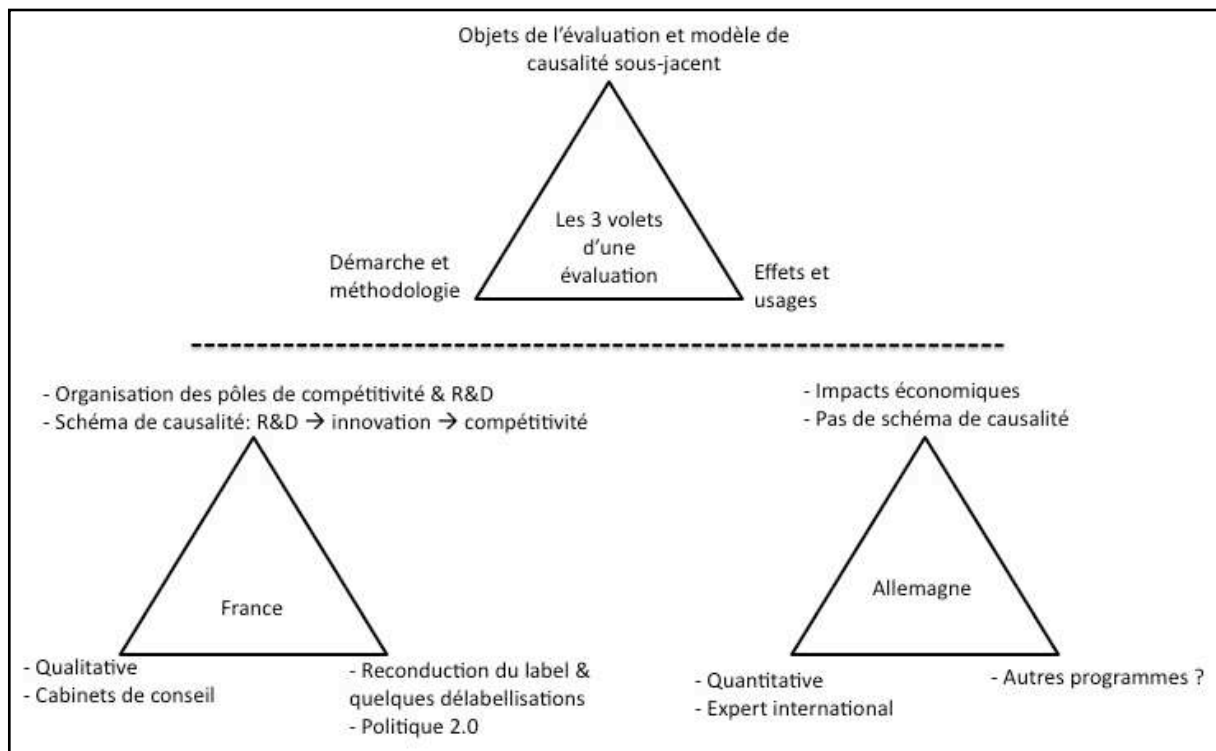 Objets de l'évaluation et modèle de
causalité sous-jacent
Les 3 volets
d'une
évaluation
Démarche et
méthodologie
Effets et
usages
- Organisation des pôles de compétitivité & R&D
- Schéma de causalité: R&D → innovation → compétitivité
France
- Qualitative
- Cabinets de conseil
- Reconduction du label &
quelques délabellisations
- Politique 2.0
- Impacts économiques
- Pas de schéma de causalité
Allemagne
- Quantitative
- Expert international
- Autres programmes ?